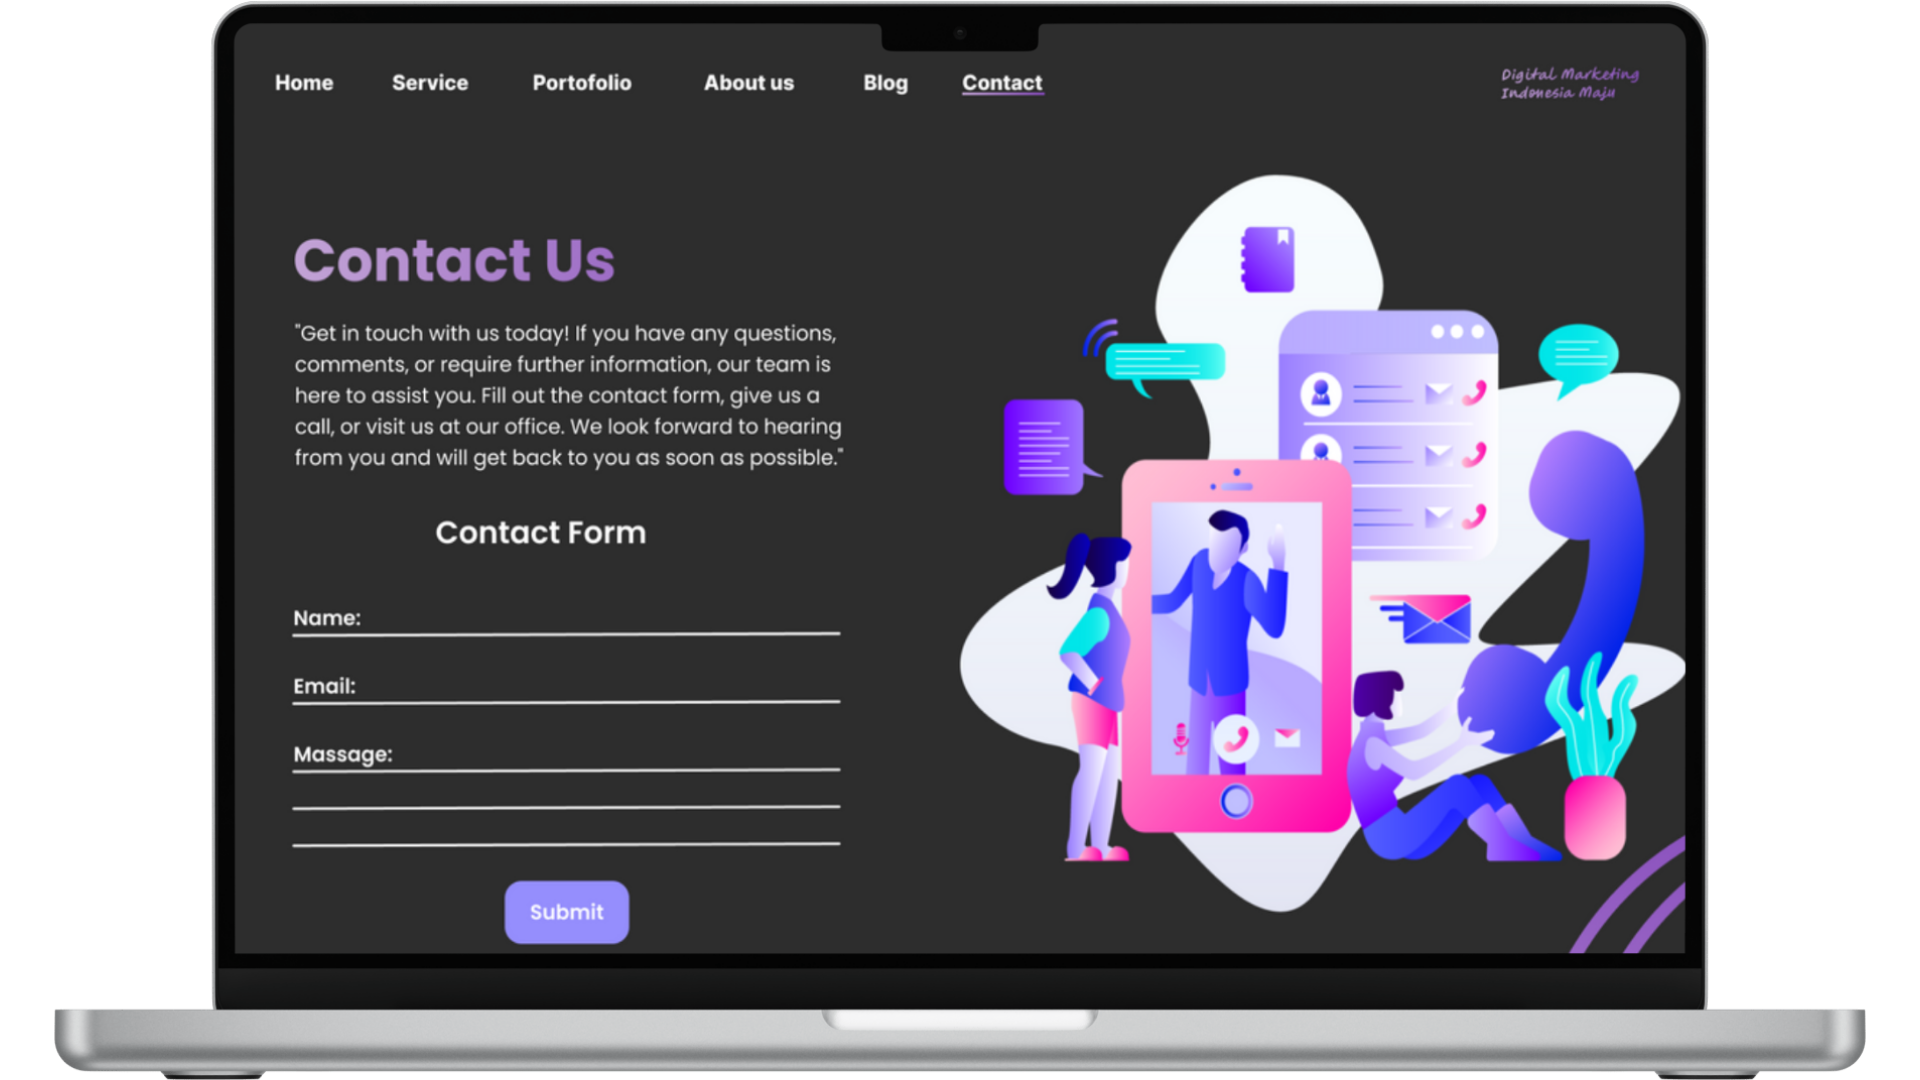 Home Service Portofolio About us Blog Contact
Digital Marketing
Indonesia Maju
Contact Us
"Get in touch with us today! If you have any questions,
comments, or require further information, our team is
here to assist you. Fill out the contact form, give us a
call, or visit us at our office. We look forward to hearing
from you and will get back to you as soon as possible."
Contact Form
Name:
Email:
Massage:
Submit